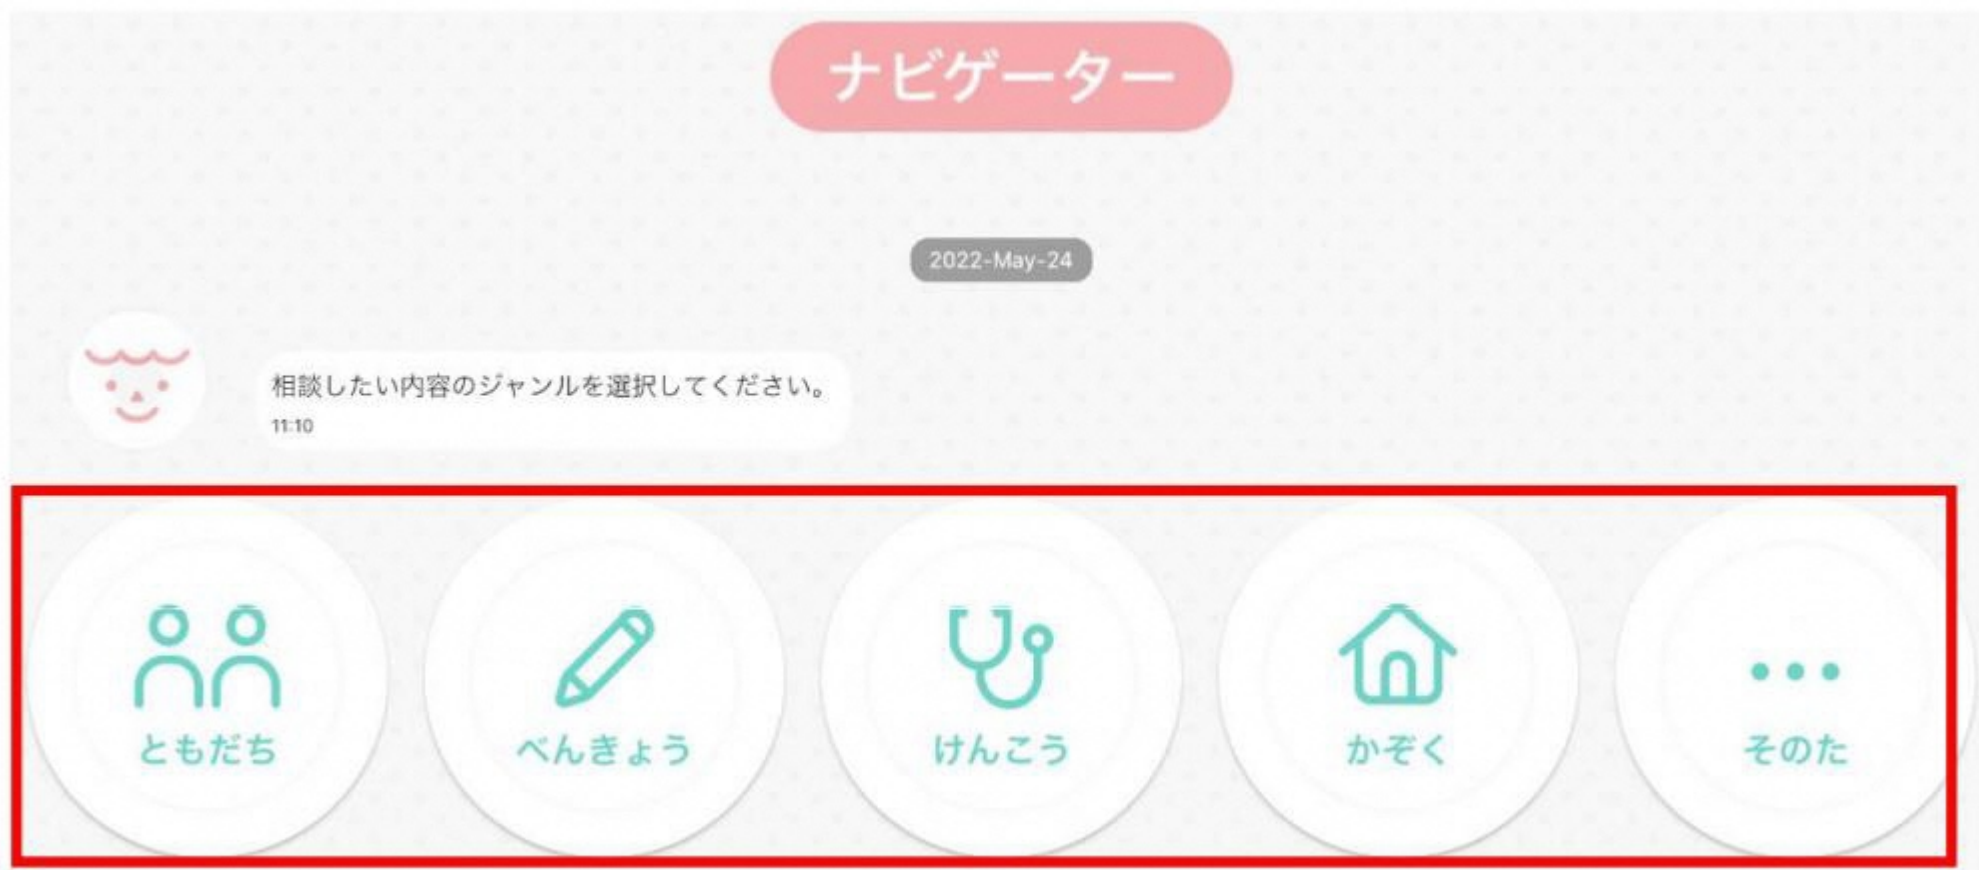 ナビゲーター
2022-May-24
相談したい内容のジャンルを選択してください。
11:10
ともだち
べんきょう
けんこう
かぞく
そのた